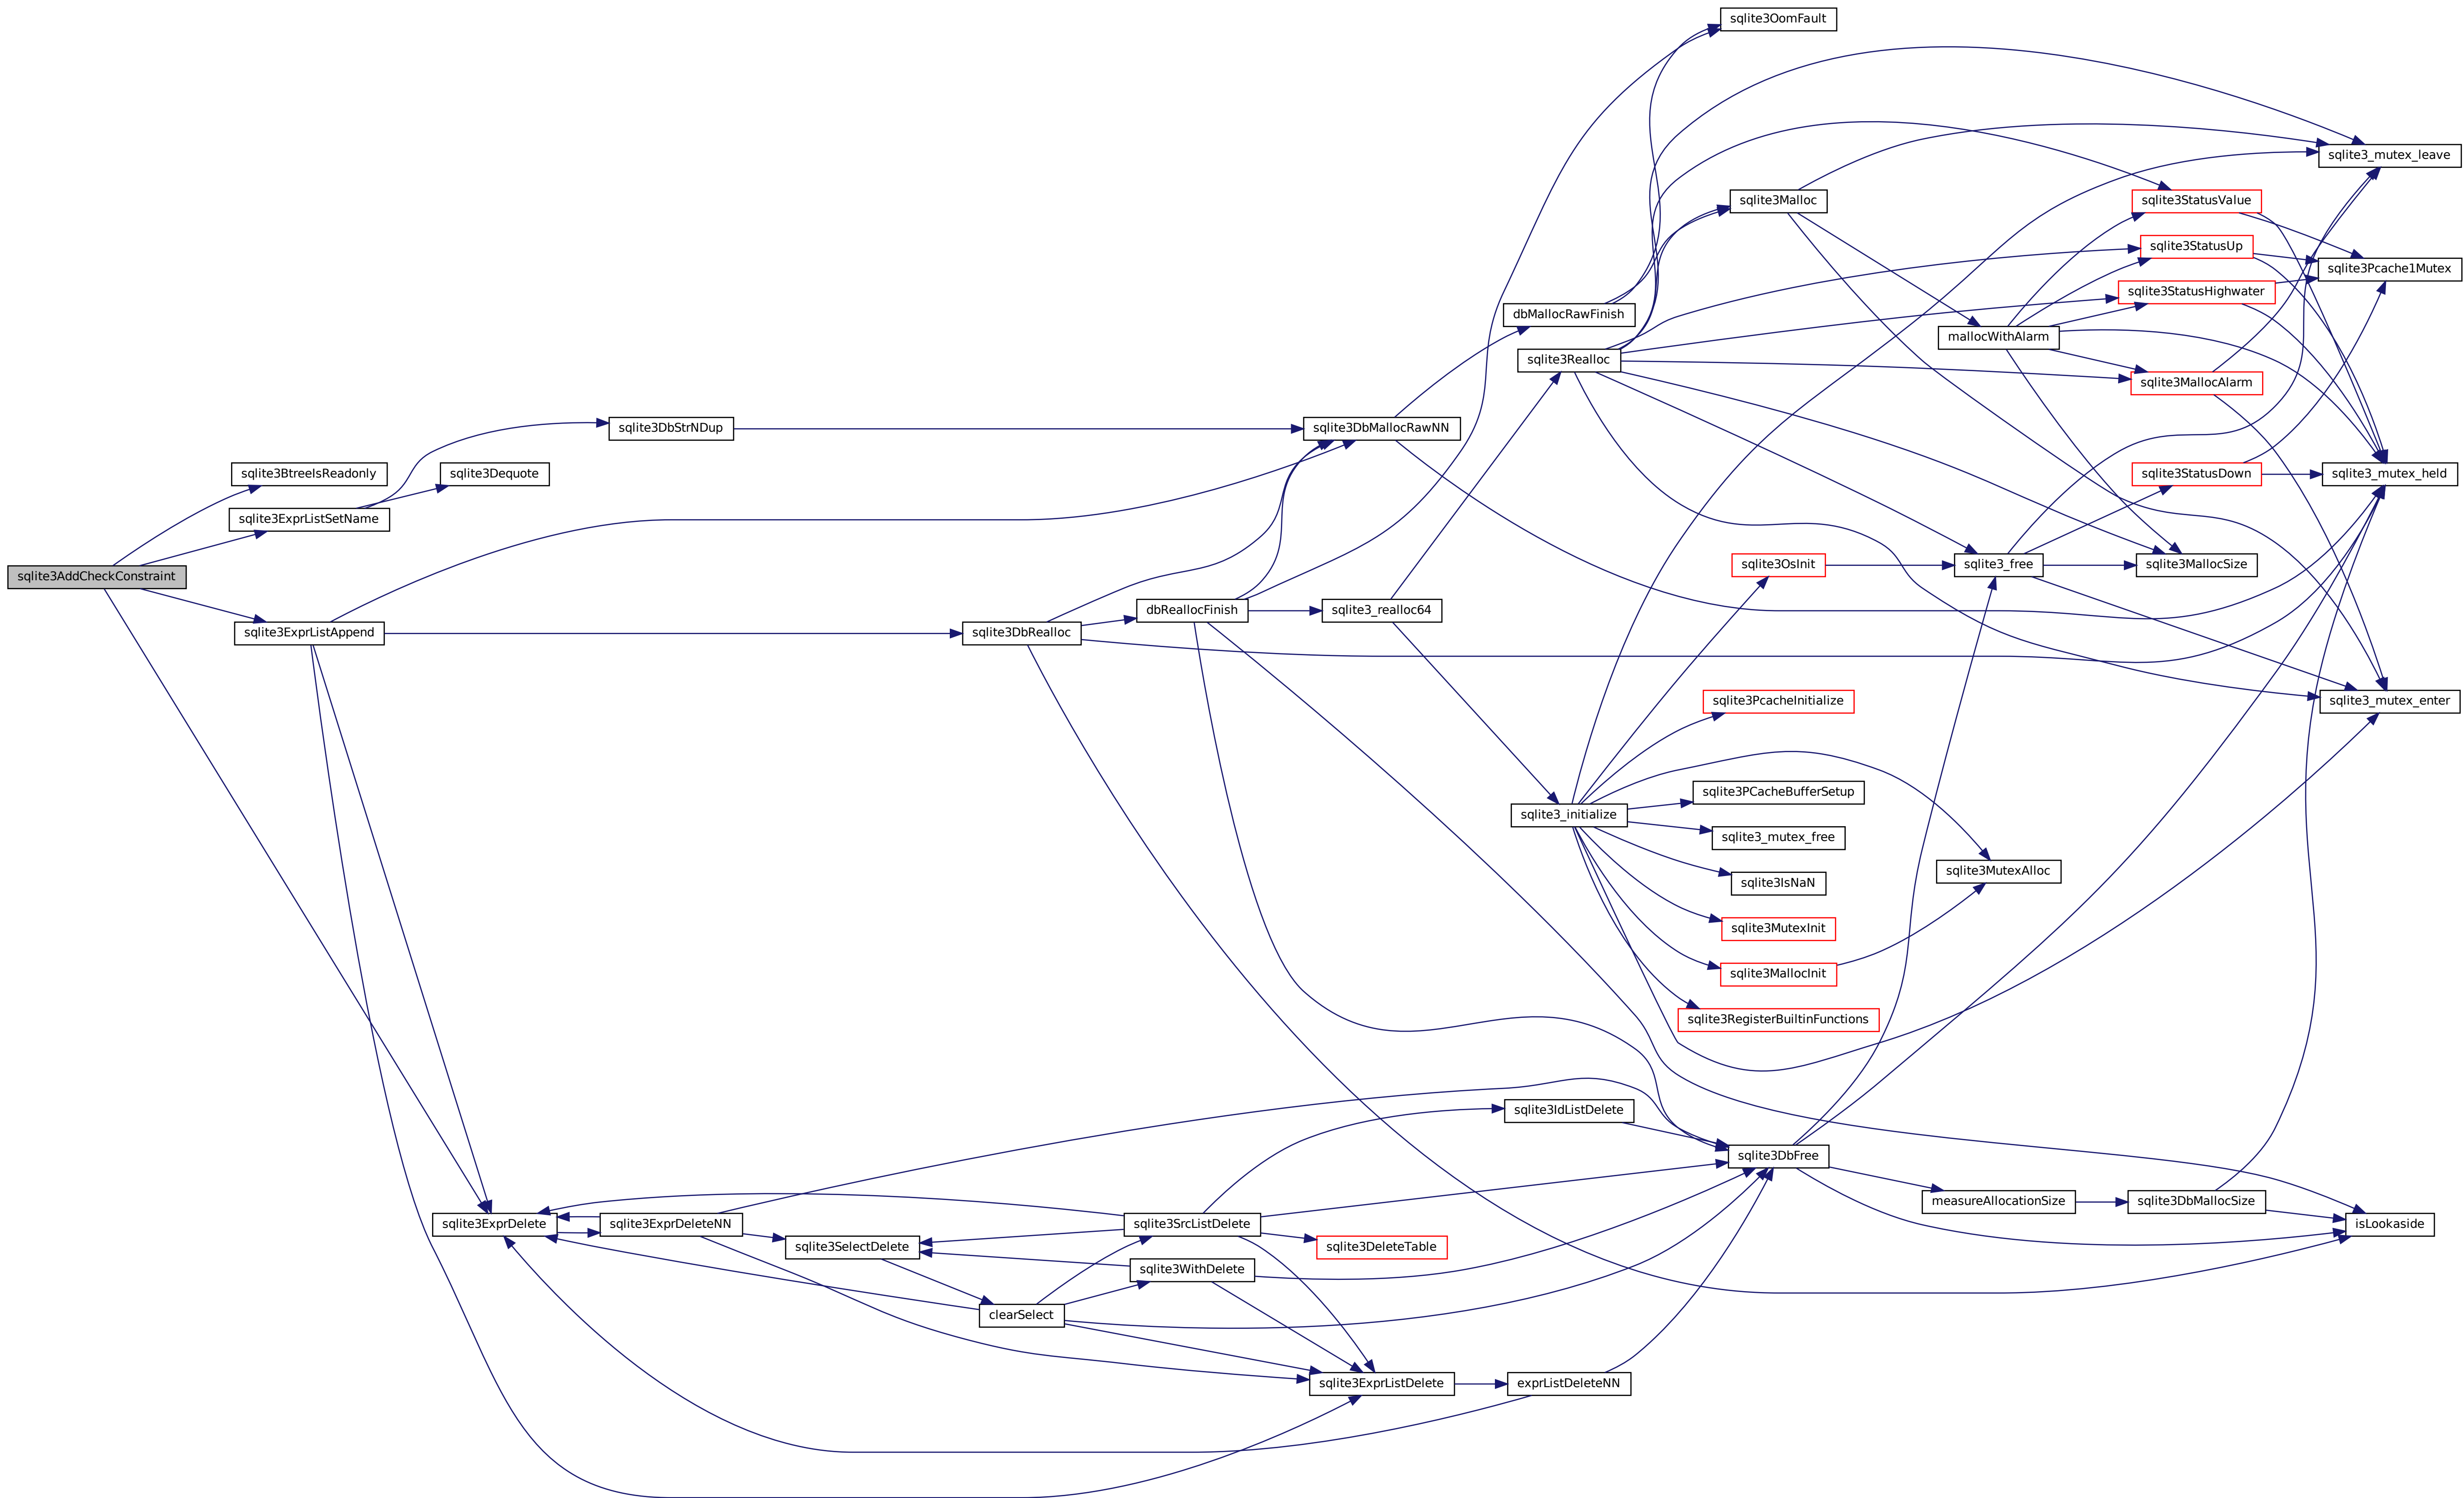 sqlite3AddCheckConstraint
sqlite3BtreeIsReadonly
sqlite3ExprListSetName
sqlite3ExprListAppend
sqlite3DbStrNDup
sqlite3Dequote
sqlite3ExprDelete
sqlite3ExprDeleteNN
sqlite3SelectDelete
sqlite3DbRealloc
clearSelect
dbReallocFinish
sqlite3SrcListDelete
sqlite3WithDelete
sqlite3DbMallocRawNN
sqlite3_realloc64
sqlite3DeleteTable
sqlite3ExprListDelete
dbMallocRawFinish
sqlite3Realloc
sqlite3_initialize
sqlite3IdListDelete
exprListDeleteNN
sqlite3OomFault
sqlite3Malloc
sqlite3OsInit
sqlite3PcacheInitialize
sqlite3PCacheBufferSetup
sqlite3_mutex_free
sqlite3IsNaN
sqlite3MutexInit
sqlite3MallocInit
sqlite3RegisterBuiltinFunctions
sqlite3DbFree
mallocWithAlarm
sqlite3_free
sqlite3MutexAlloc
measureAllocationSize
sqlite3StatusValue
sqlite3StatusUp
sqlite3StatusHighwater
sqlite3MallocAlarm
sqlite3StatusDown
sqlite3MallocSize
sqlite3DbMallocSize
sqlite3_mutex_leave
sqlite3Pcache1Mutex
sqlite3_mutex_held
sqlite3_mutex_enter
isLookaside